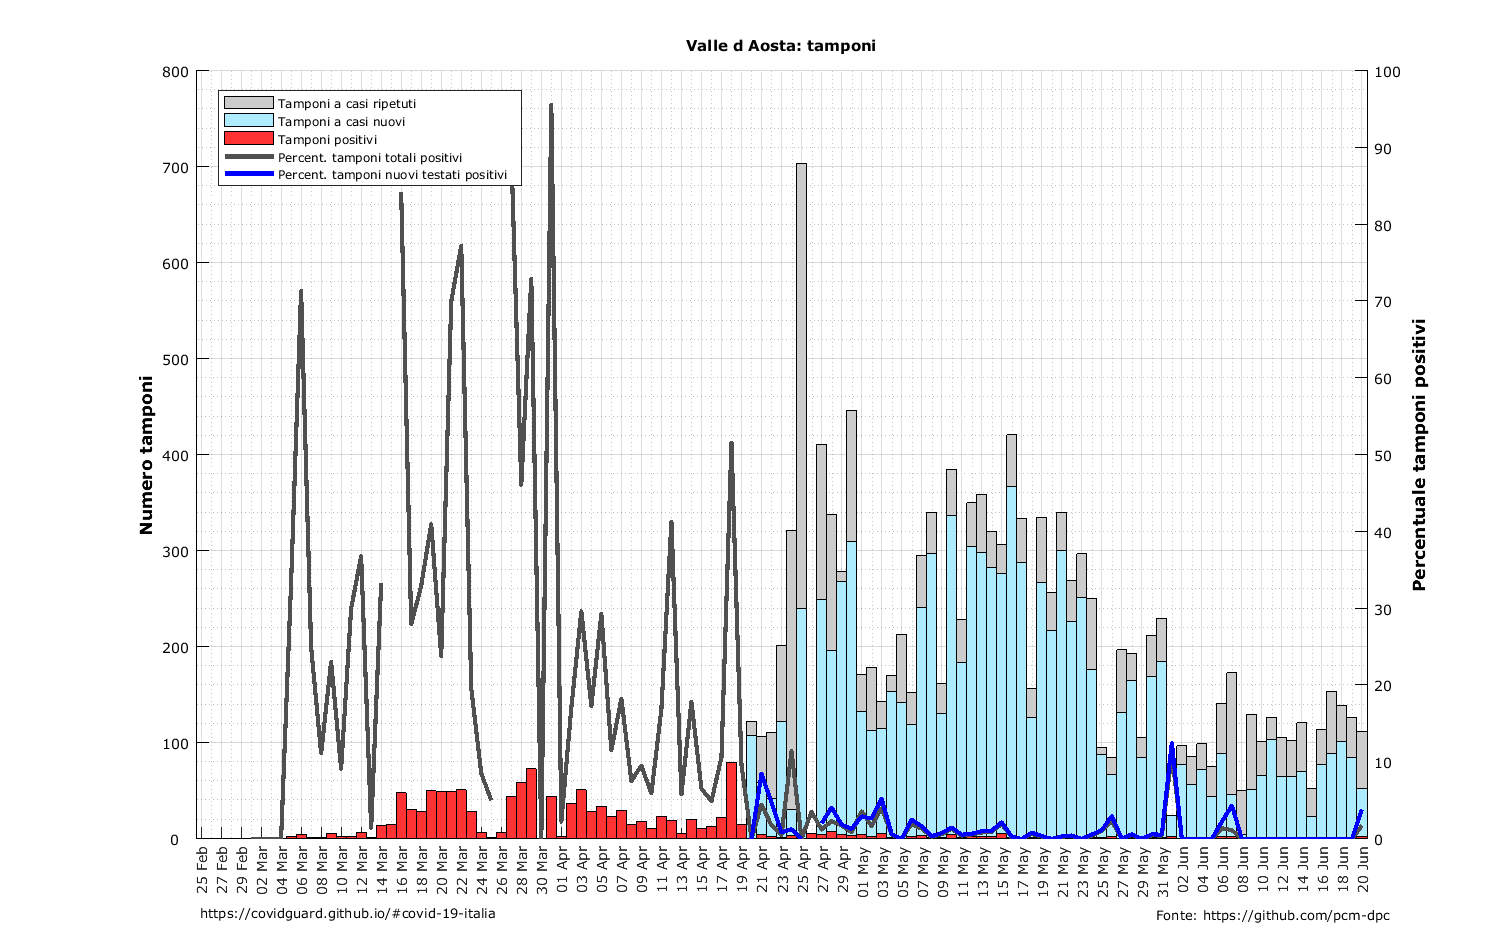 Valle d Aosta: tamponi
Tamponi a casi ripetuti
Tamponi a casi nuovi
Tamponi positivi
Percent. tamponi totali positivi
Percent. tamponi nuovi testati positivi
Numero tamponi
800
700
600
500
400
300
200
100
0
Percentuale tamponi positivi
100
90
80
70
60
50
40
30
20
10
0
25 Feb
27 Feb
29 Feb
02 Mar
04 Mar
06 Mar
08 Mar
10 Mar
12 Mar
14 Mar
16 Mar
18 Mar
20 Mar
22 Mar
24 Mar
26 Mar
28 Mar
30 Mar
01 Apr
03 Apr
05 Apr
07 Apr
09 Apr
11 Apr
13 Apr
15 Apr
17 Apr
19 Apr
21 Apr
23 Apr
25 Apr
27 Apr
29 Apr
01 May
03 May
05 May
07 May
09 May
11 May
13 May
15 May
17 May
19 May
21 May
23 May
25 May
27 May
29 May
31 May
02 Jun
04 Jun
06 Jun
08 Jun
10 Jun
12 Jun
14 Jun
16 Jun
18 Jun
20 Jun
https://covidguard.github.io/#covid-19-italia
Fonte: https://github.com/pcm-dpc